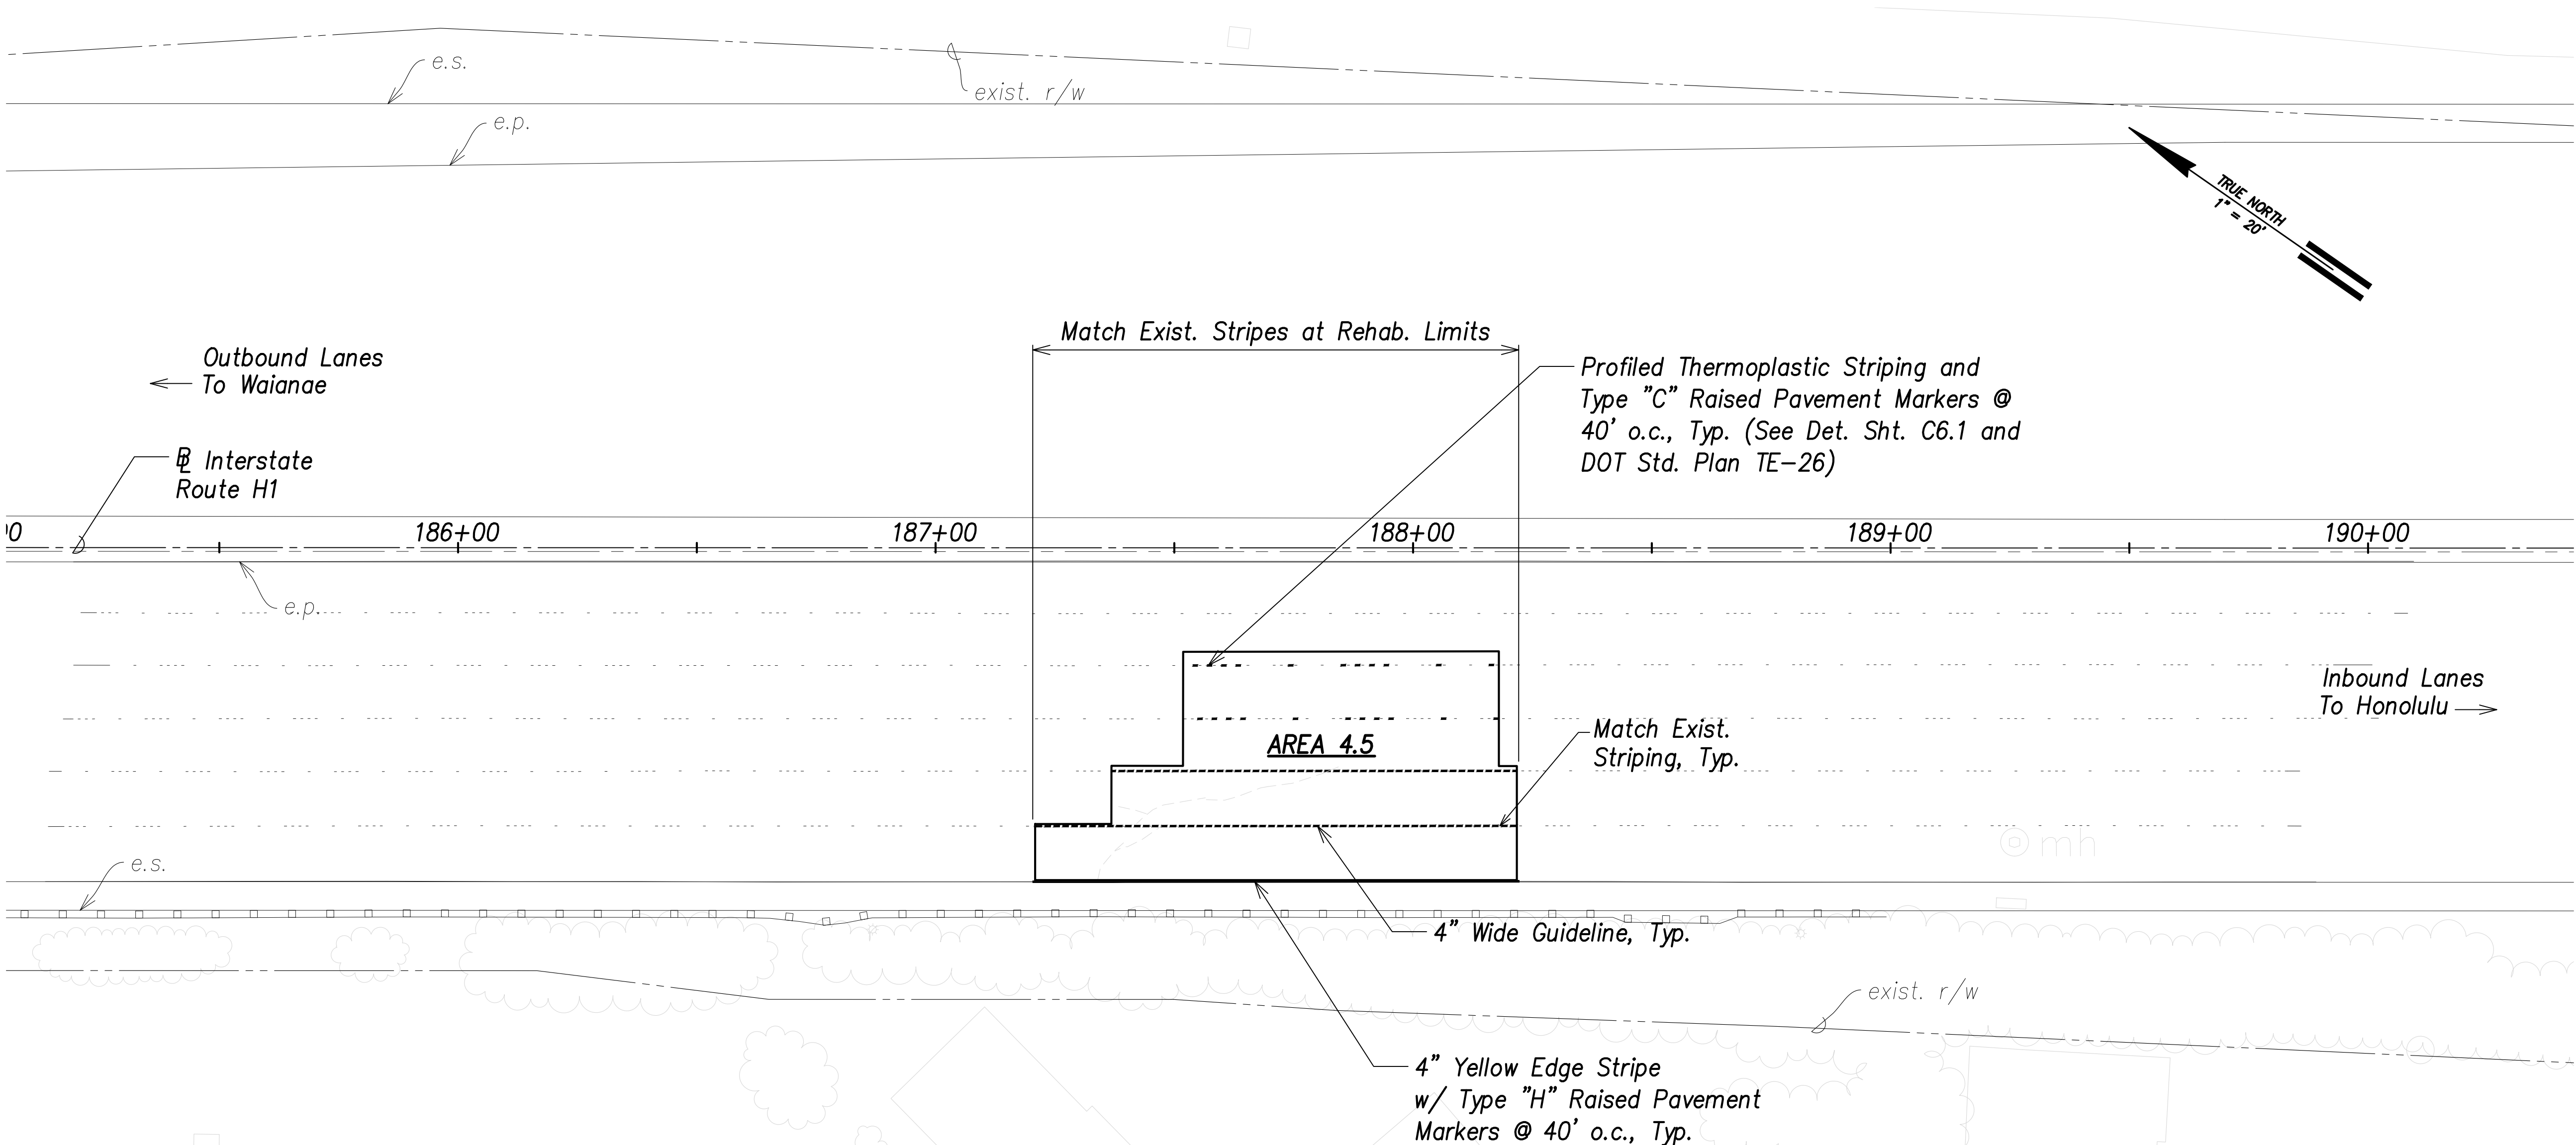 e.s.
exist. r/w
e.p.
TRUE NORTH
1" = 20'
Match Exist. Stripes at Rehab. Limits
Outbound Lanes
To Waianae
Profiled Thermoplastic Striping and
Type "C" Raised Pavement Markers @
40' o.c., Typ. (See Det. Sht. C6.1 and
DOT Std. Plan TE-26)
BL Interstate
Route H1
186+00
187+00
188+00
189+00
190+00
e.p.
Inbound Lanes
To Honolulu
Match Exist.
Striping, Typ.
AREA 4.5
mh
e.s.
4" Wide Guideline, Typ.
exist. r/w
4" Yellow Edge Stripe
w/ Type "H" Raised Pavement
Markers @ 40' o.c., Typ.